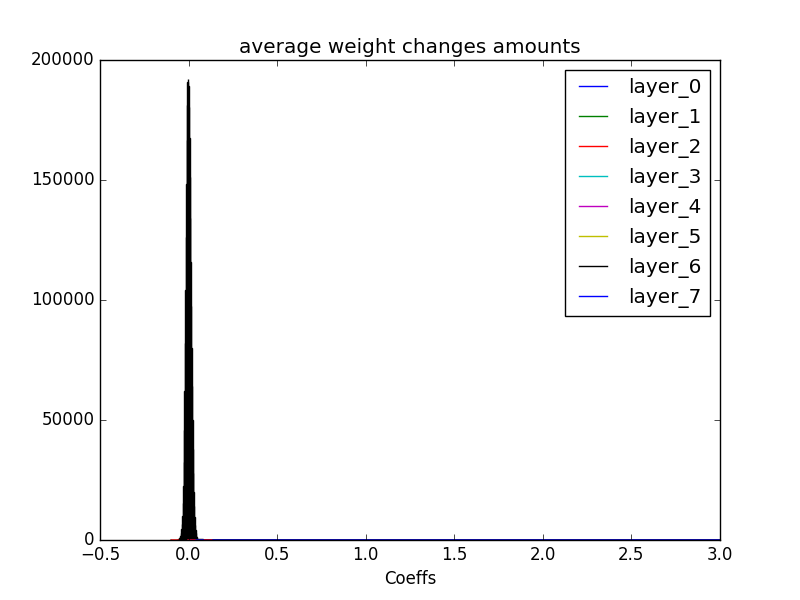 average weight changes amounts
200000
150000
100000
50000
0
layer_0
layer_1
layer_2
layer_3
layer_4
layer_5
layer_6
layer_7
−0.5 0.0 0.5 1.0 1.5 2.0 2.5 3.0
Coeffs